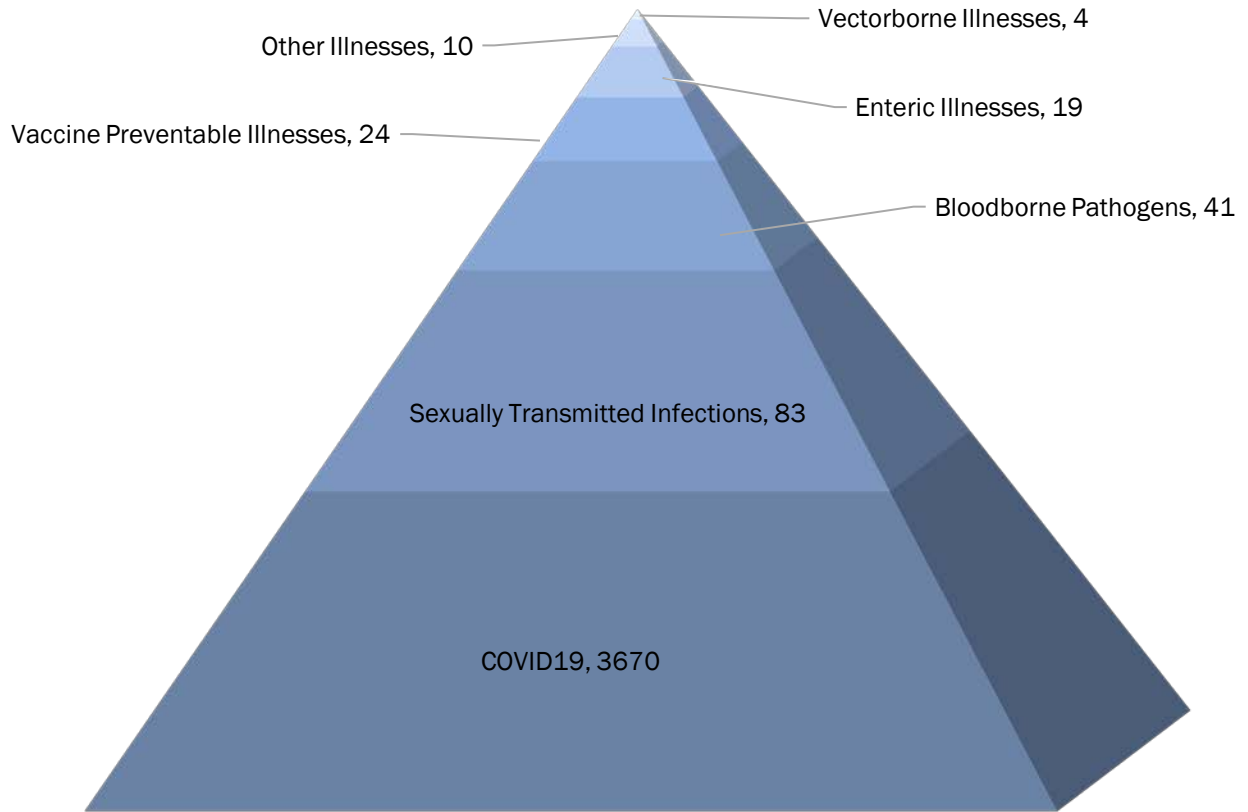 Vectorborne Illnesses, 4
Other Illnesses, 10
Enteric Illnesses, 19
Vaccine Preventable Illnesses, 24
Bloodborne Pathogens, 41
Sexually Transmitted Infections, 83
COVID19, 3670